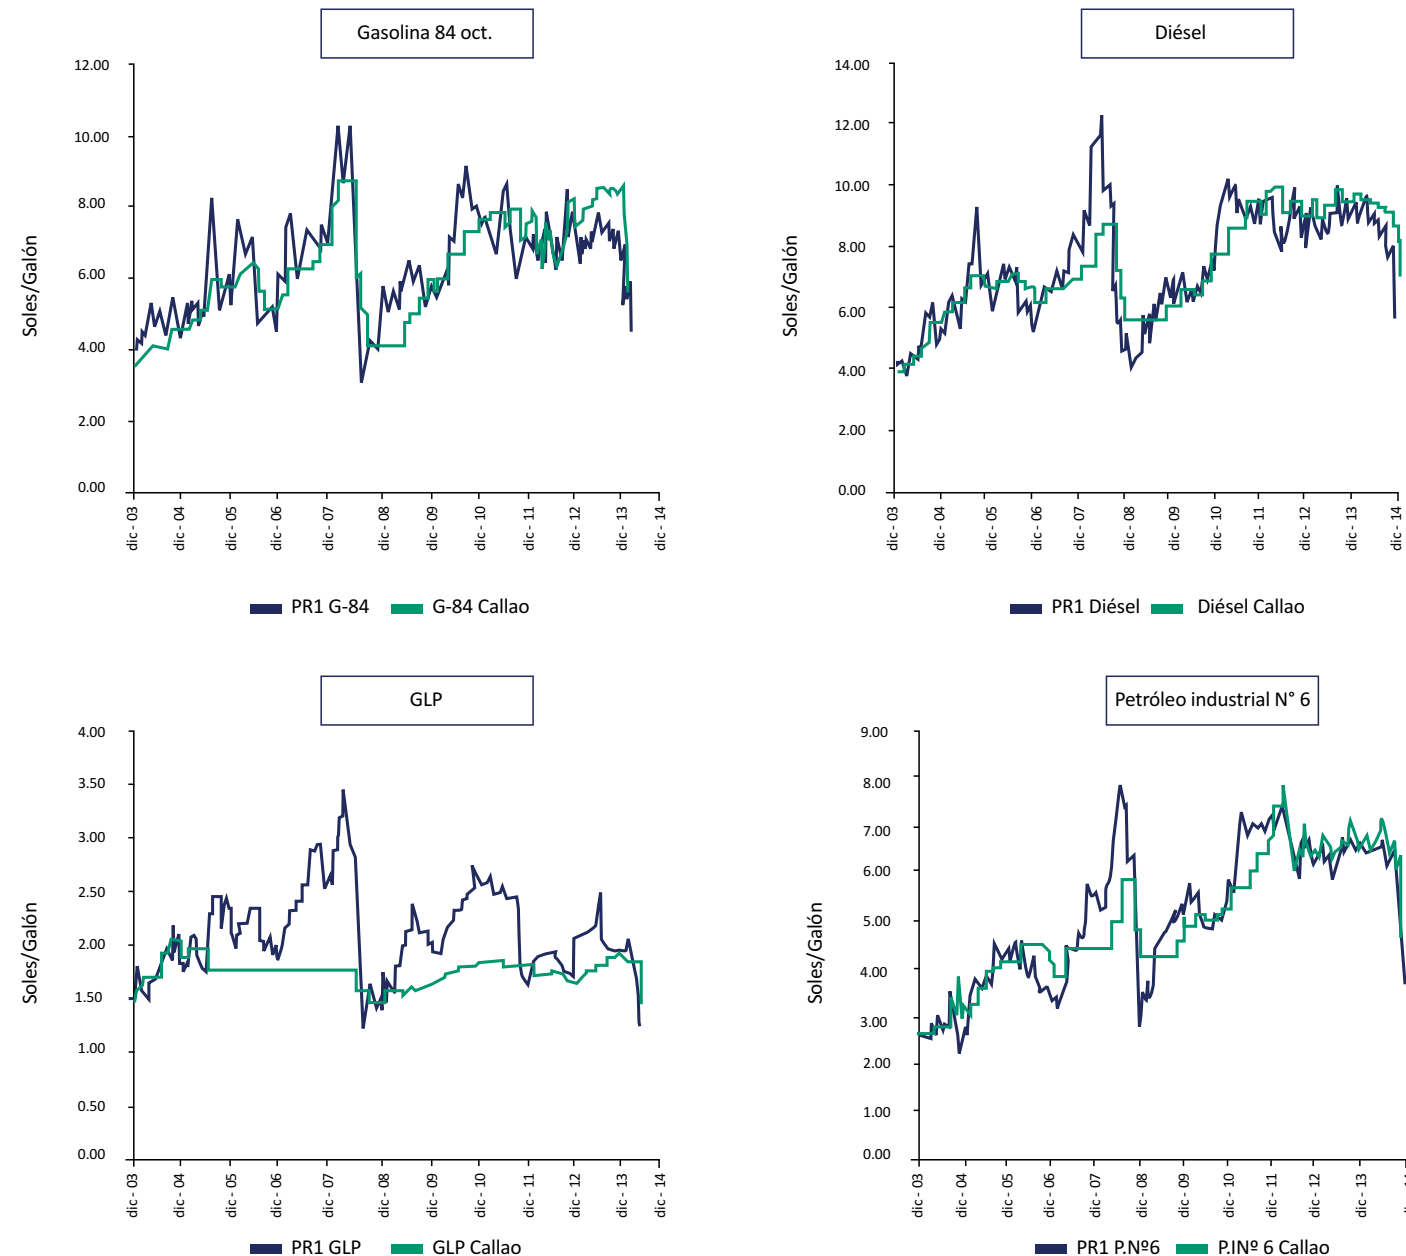 Gasolina 84 oct.
Soles/Galón
12.00
10.00
8.00
6.00
4.00
2.00
0.00
dic - 03
dic - 04
dic - 05
dic - 06
dic - 07
dic - 08
dic - 09
dic - 10
dic - 11
dic - 12
dic - 13
dic - 14
PR1 G-84 G-84 Callao
Diésel
Soles/Galón
14.00
12.00
10.00
8.00
6.00
4.00
2.00
0.00
dic - 03
dic - 04
dic - 05
dic - 06
dic - 07
dic - 08
dic - 09
dic - 10
dic - 11
dic - 12
dic - 13
dic - 14
PR1 Diésel Diésel Callao
GLP
Soles/Galón
4.00
3.50
3.00
2.50
2.00
1.50
1.00
0.50
0.00
dic - 03
dic - 04
dic - 05
dic - 06
dic - 07
dic - 08
dic - 09
dic - 10
dic - 11
dic - 12
dic - 13
dic - 14
PR1 GLP GLP Callao
Petróleo industrial N° 6
Soles/Galón
9.00
8.00
7.00
6.00
5.00
4.00
3.00
2.00
1.00
0.00
dic - 03
dic - 04
dic - 05
dic - 06
dic - 07
dic - 08
dic - 09
dic - 10
dic - 11
dic - 12
dic - 13
PR1 P.Nº6 P.INº 6 Callao